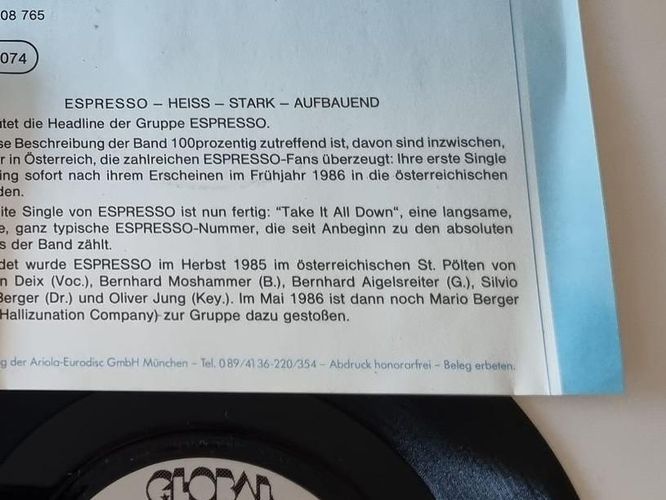 08 765
074
ESPRESSO – HEISS – STARK – AUFBAUEND
tet die Headline der Gruppe ESPRESSO.
se Beschreibung der Band 100prozentig zutreffend ist, davon sind inzwischen,
r in Österreich, die zahlreichen ESPRESSO-Fans überzeugt: Ihre erste Single
ing sofort nach ihrem Erscheinen im Frühjahr 1986 in die österreichischen
den.
ite Single von ESPRESSO ist nun fertig: "Take It All Down", eine langsame,
e, ganz typische ESPRESSO-Nummer, die seit Anbeginn zu den absoluten
s der Band zählt.
det wurde ESPRESSO im Herbst 1985 im österreichischen St. Pölten von
n Deix (Voc.), Bernhard Moshammer (B.), Bernhard Aigelsreiter (G.), Silvio
Berger (Dr.) und Oliver Jung (Key.). Im Mai 1986 ist dann noch Mario Berger
Hallizunation Company) zur Gruppe dazu gestoßen.
g der Ariola-Eurodisc GmbH München – Tel. 089/4136-220/354 – Abdruck honorarfrei – Beleg erbeten.
GLOBAL